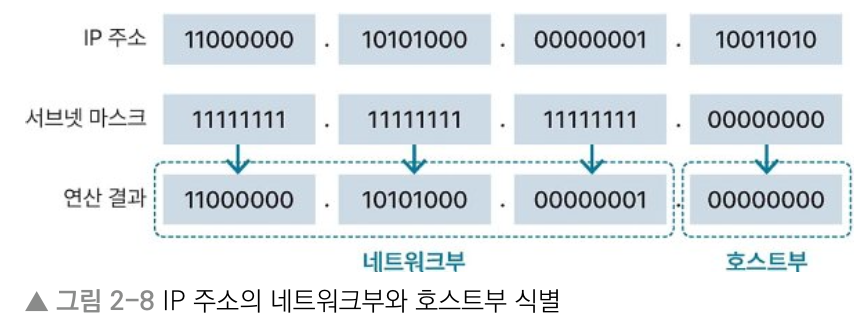 IP 주소 11000000 . 10101000 . 00000001 . 10011010
서브넷 마스크 11111111 . 11111111 . 11111111 . 00000000
연산 결과 11000000 . 10101000 . 00000001 . 00000000
네트워크부 호스트부
▲ 그림 2-8 IP 주소의 네트워크부와 호스트부 식별